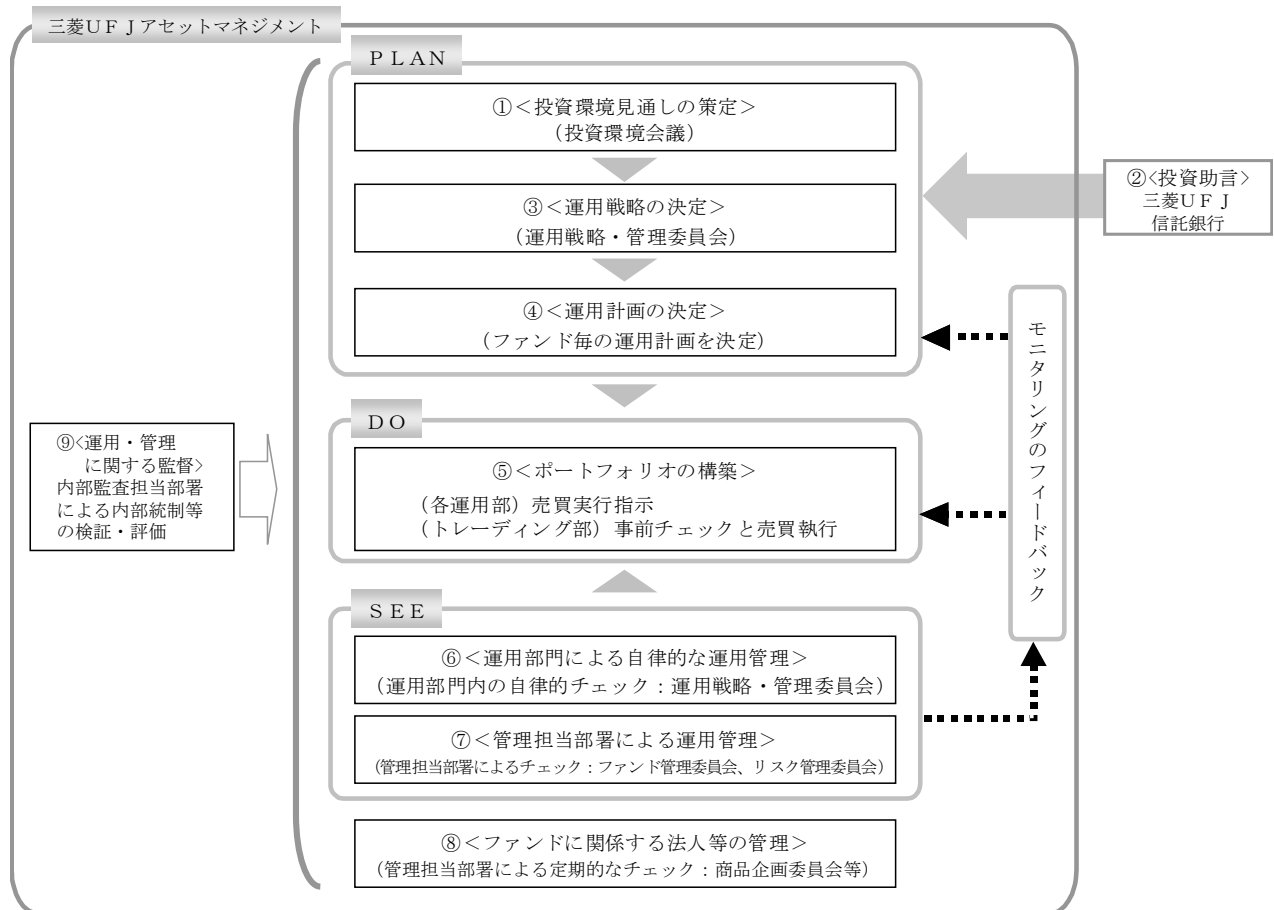 三菱ＵＦＪアセットマネジメント
ＰＬＡＮ
①＜投資環境見通しの策定＞
（投資環境会議）
②<投資助言>
三菱ＵＦＪ
信託銀行
③＜運用戦略の決定＞
（運用戦略・管理委員会）
④＜運用計画の決定＞
（ファンド毎の運用計画を決定）
モニタリングのフィードバック
ＤＯ
⑤＜ポートフォリオの構築＞
（各運用部）売買実行指示
（トレーディング部）事前チェックと売買執行
⑨<運用・管理
に関する監督>
内部監査担当部署
による内部統制等
の検証・評価
ＳＥＥ
⑥＜運用部門による自律的な運用管理＞
（運用部門内の自律的チェック：運用戦略・管理委員会）
⑦＜管理担当部署による運用管理＞
（管理担当部署によるチェック：ファンド管理委員会、リスク管理委員会）
⑧＜ファンドに関係する法人等の管理＞
（管理担当部署による定期的なチェック：商品企画委員会等）